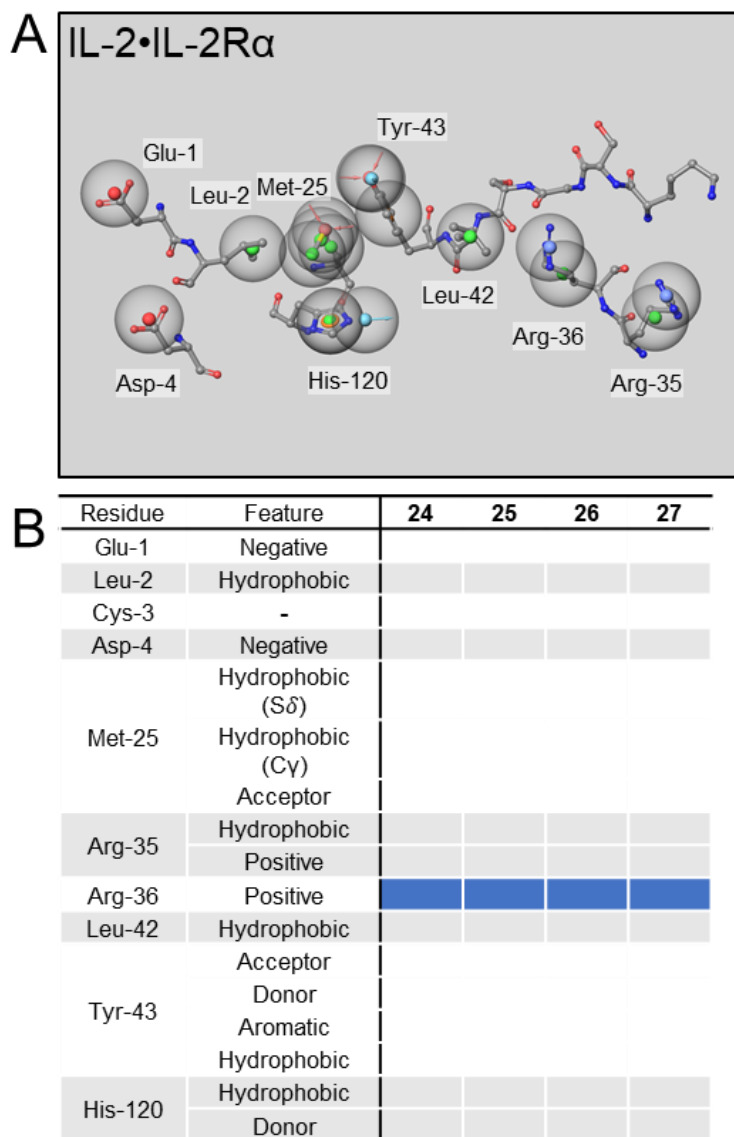 A
IL-2•IL-2Rα
Tyr-43
Glu-1
Leu-2
Met-25
Leu-42
Arg-36
Asp-4
His-120
Arg-35
B
Residue Feature 24 25 26 27
Glu-1 Negative
Leu-2 Hydrophobic
Cys-3 -
Asp-4 Negative
Met-25
Hydrophobic
(Sδ)
Hydrophobic
(Cγ)
Acceptor
Arg-35
Hydrophobic
Positive
Arg-36 Positive
Leu-42 Hydrophobic
Tyr-43
Acceptor
Donor
Aromatic
Hydrophobic
His-120
Hydrophobic
Donor